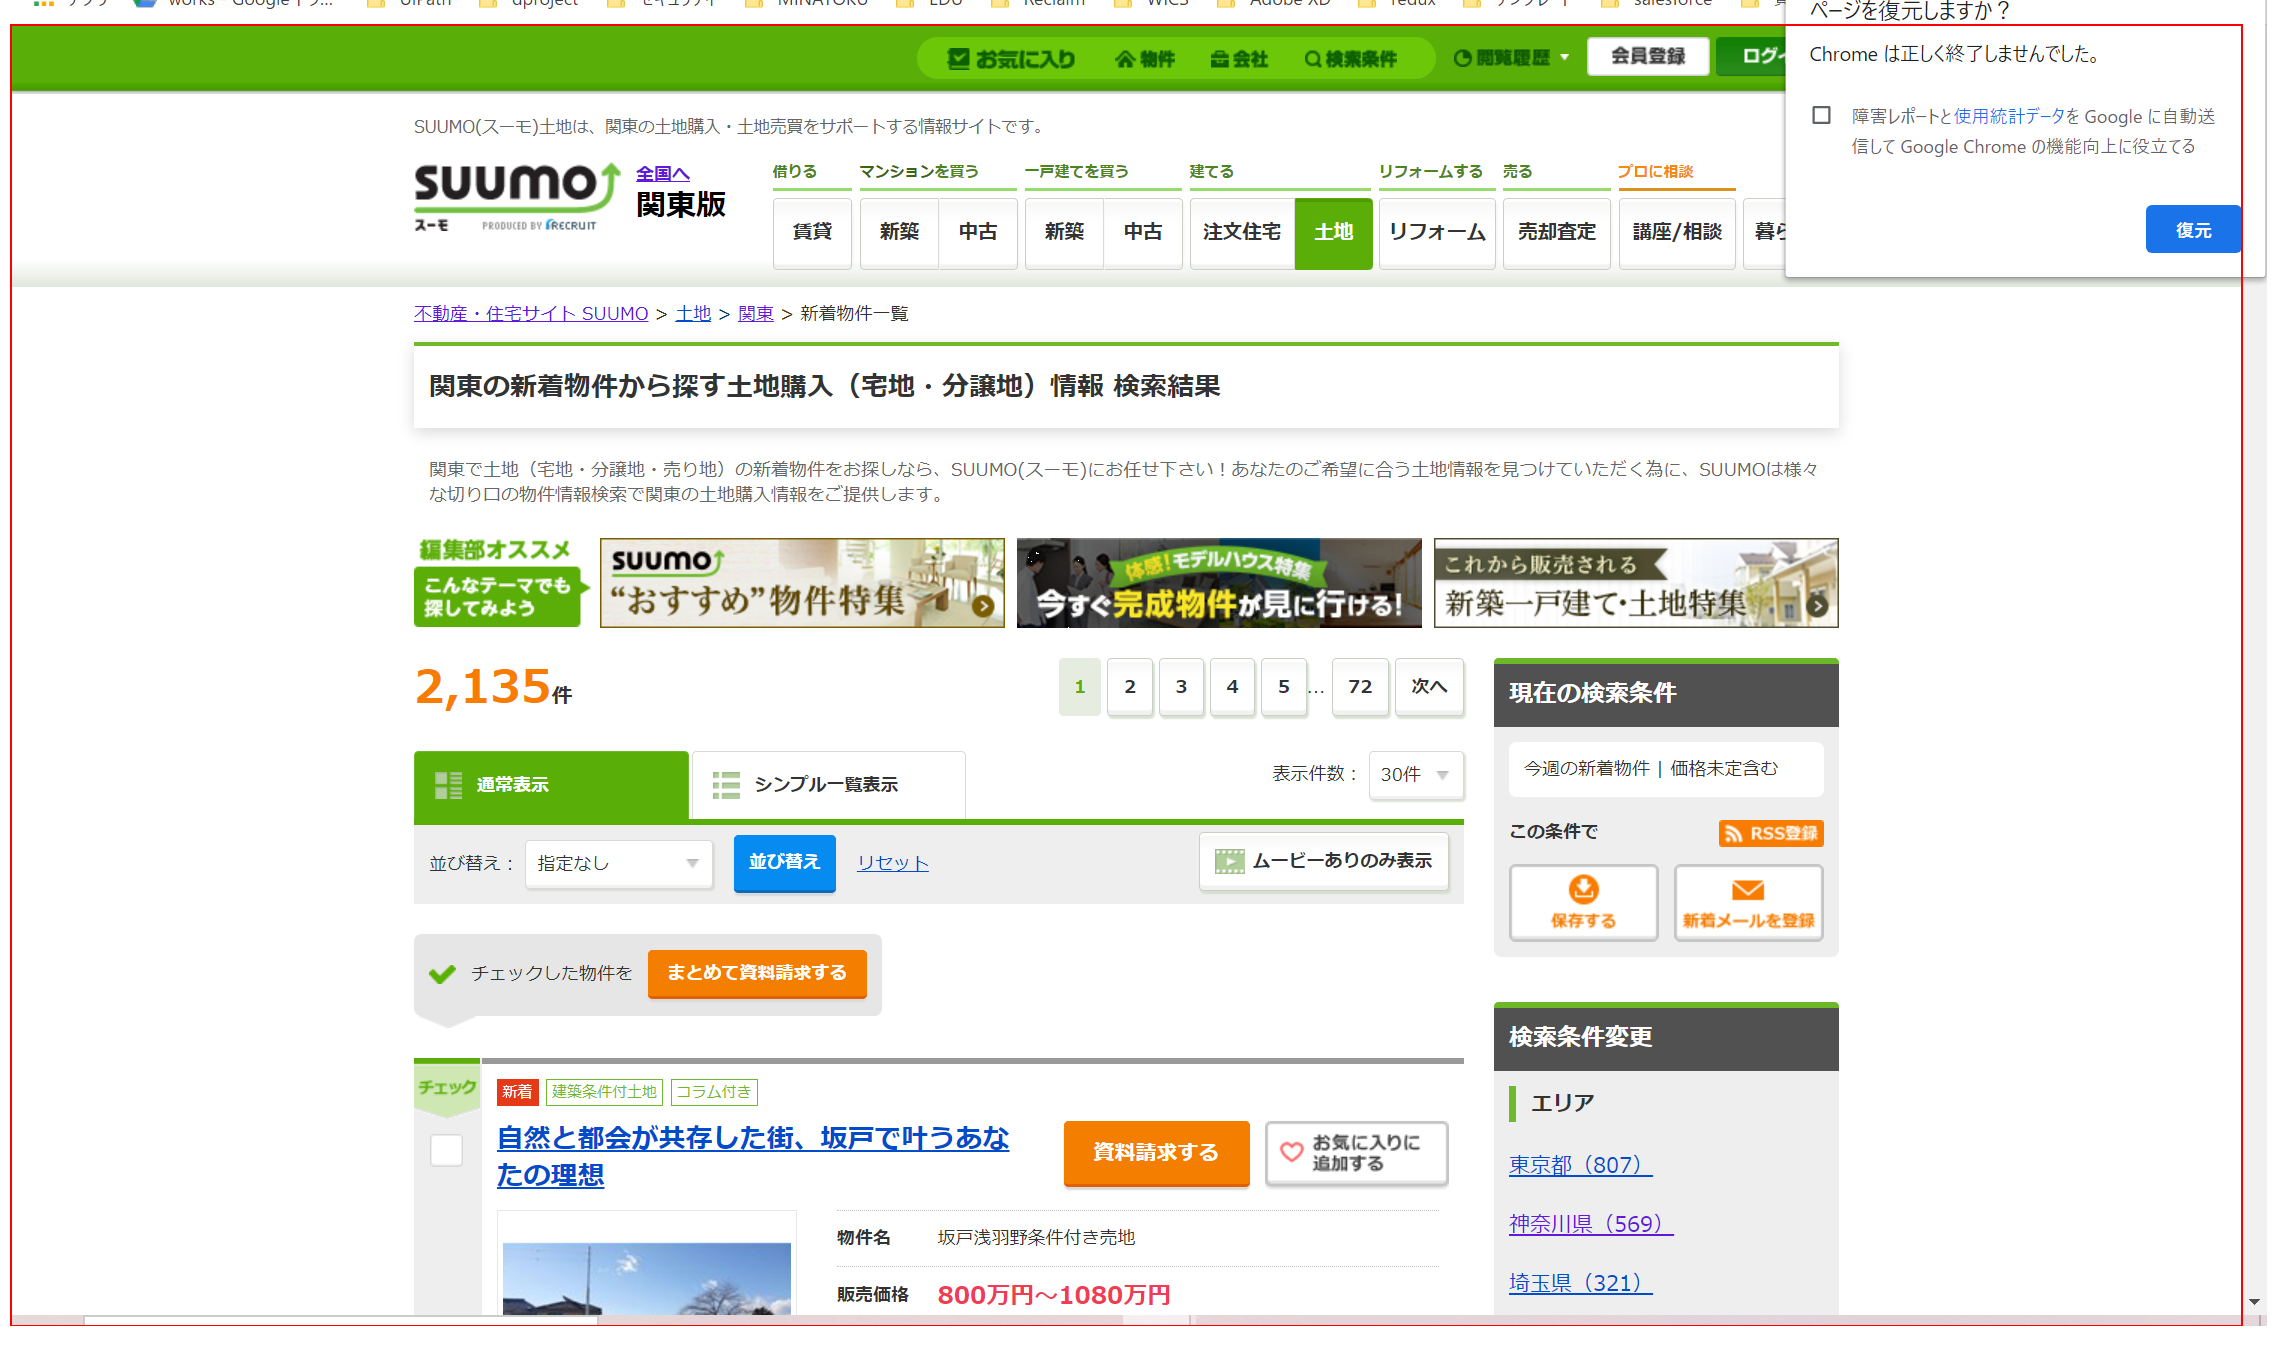 works - Google ドラ...
UiPath
dproject
セキュリティ
MINATOKU
EDU
Reclaim
WICS
Adobe XD
redux
テンプレート
salesforce
ページを復元しますか？
Chrome は正しく終了しませんでした。
障害レポートと使用統計データを Google に自動送
信して Google Chrome の機能向上に役立てる
復元
お気に入り
物件
会社
検索条件
閲覧履歴
会員登録
SUUMO(スーモ)土地は、関東の土地購入・土地売買をサポートする情報サイトです。
SUUMO
スーモ
PRODUCED BY RECRUIT
全国へ
関東版
借りる
マンションを買う
一戸建てを買う
建てる
リフォームする
売る
プロに相談
賃貸
新築
中古
新築
中古
注文住宅
土地
リフォーム
売却査定
講座/相談
不動産・住宅サイト SUUMO > 土地 > 関東 > 新着物件一覧
関東の新着物件から探す土地購入（宅地・分譲地）情報 検索結果
関東で土地（宅地・分譲地・売り地）の新着物件をお探しなら、SUUMO(スーモ)にお任せ下さい！あなたのご希望に合う土地情報を見つけていただく為に、SUUMOは様々
な切り口の物件情報検索で関東の土地購入情報をご提供します。
編集部オススメ
こんなテーマでも
探してみよう
SUUMO
“おすすめ”物件特集
体感！モデルハウス特集
今すぐ完成物件が見に行ける！
これから販売される
新築一戸建て・土地特集
2,135件
1 2 3 4 5 ... 72 次へ
通常表示
シンプル一覧表示
表示件数： 30件
並び替え： 指定なし
並び替え
リセット
ムービーありのみ表示
チェックした物件を
まとめて資料請求する
チェック
新着
建築条件付土地
コラム付き
自然と都会が共存した街、坂戸で叶うあな
たの理想
資料請求する
お気に入りに
追加する
物件名 坂戸浅羽野条件付き売地
販売価格 800万円～1080万円
現在の検索条件
今週の新着物件 | 価格未定含む
この条件で
RSS登録
保存する
新着メールを登録
検索条件変更
エリア
東京都（807）
神奈川県（569）
埼玉県（321）